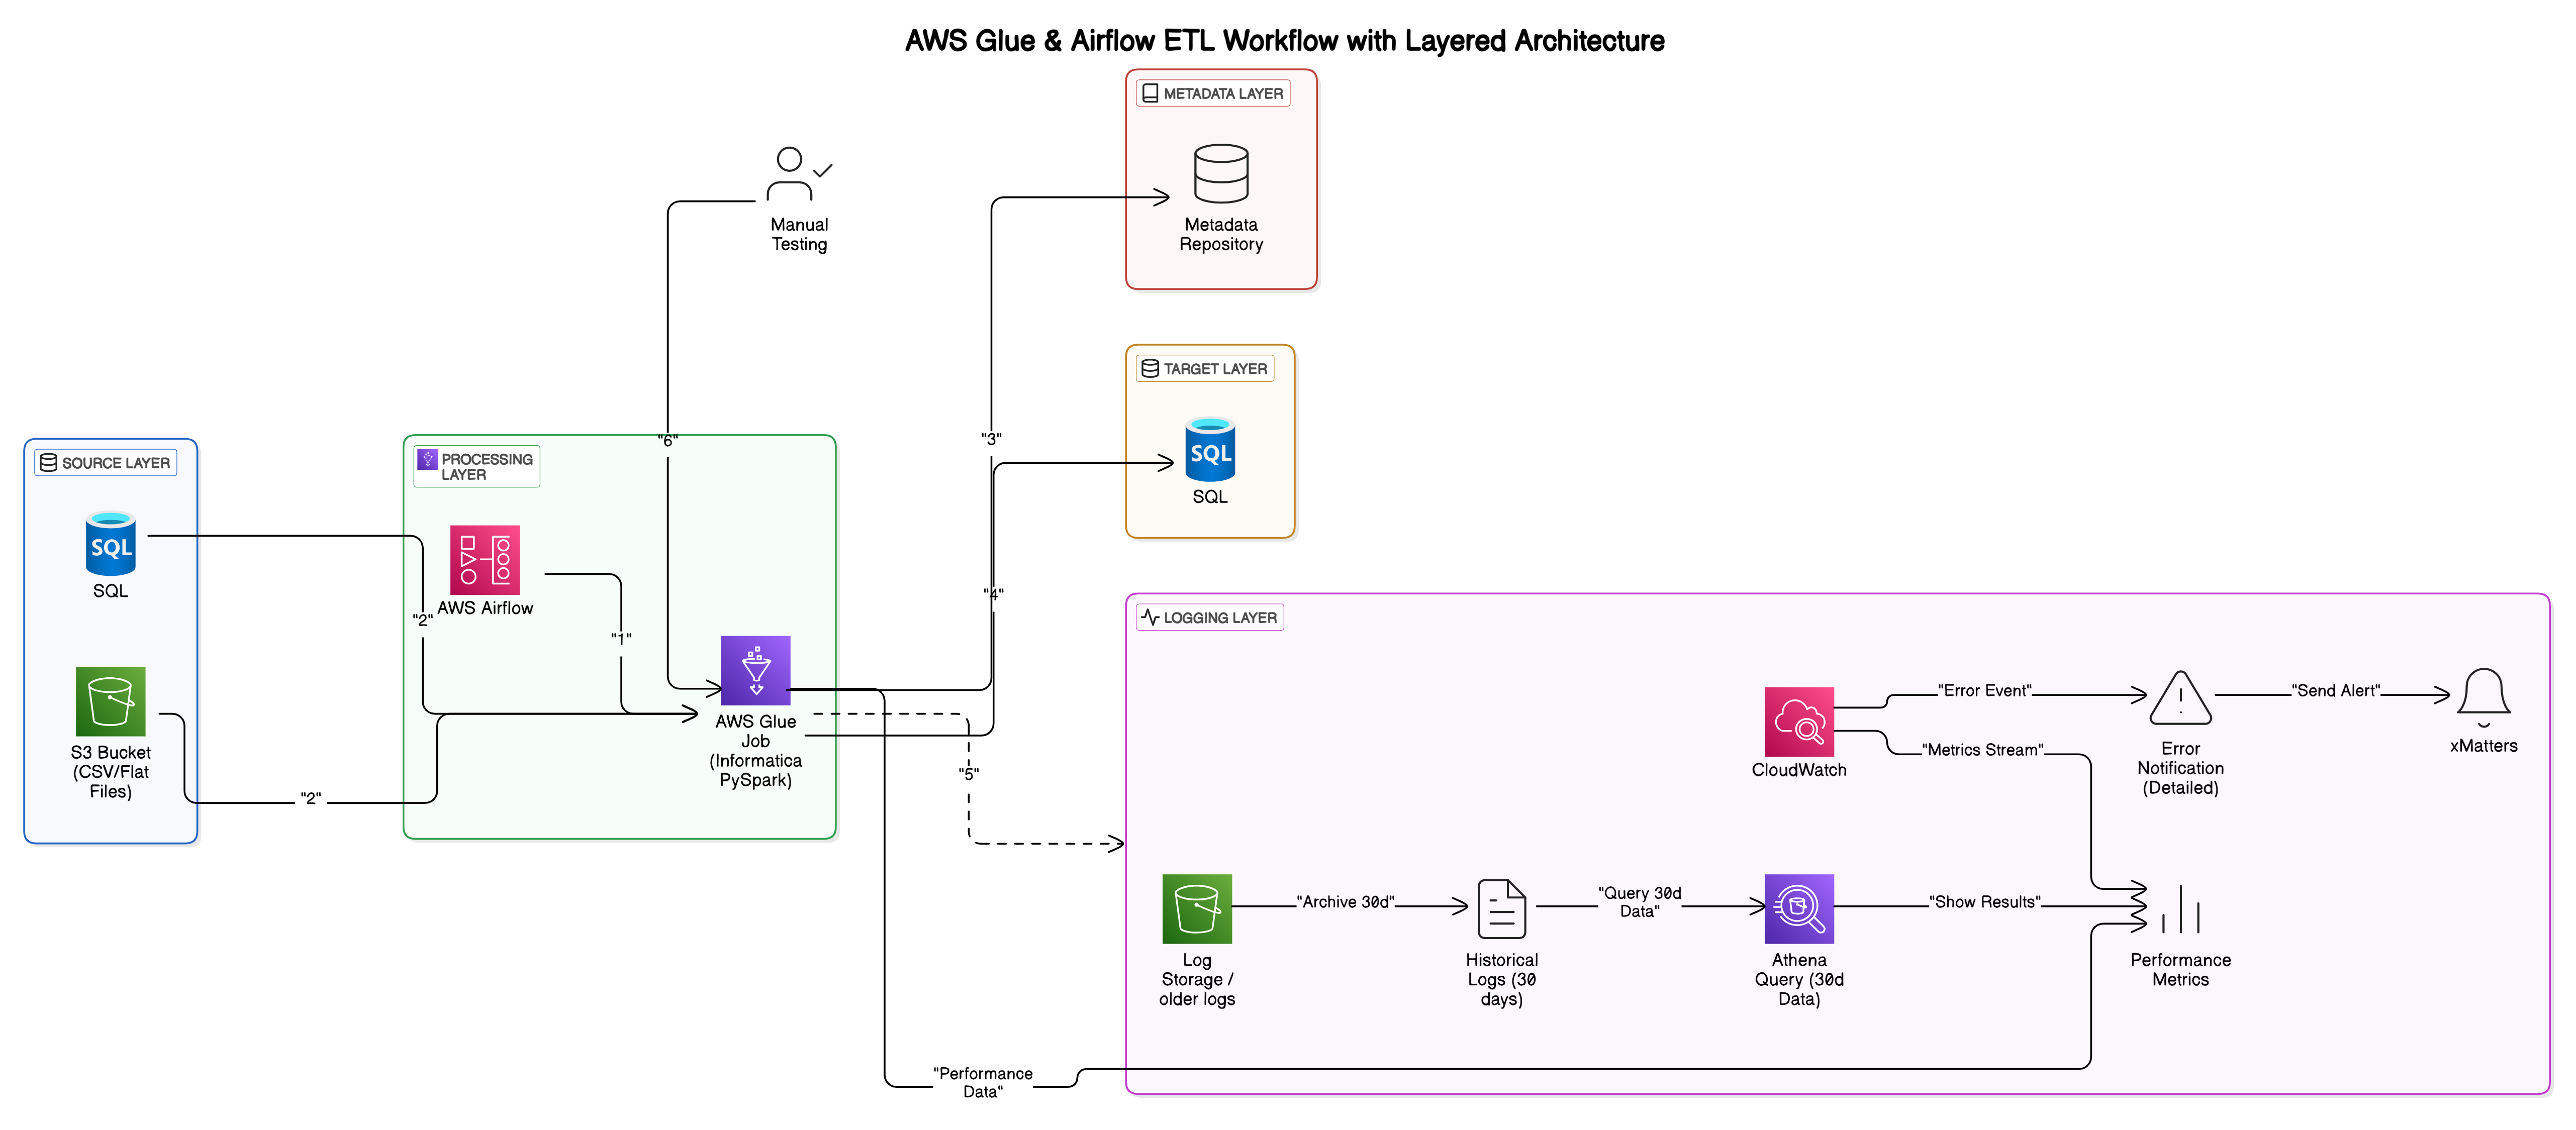 AWS Glue & Airflow ETL Workflow with Layered Architecture
METADATA LAYER
Metadata
Repository
Manual
Testing
TARGET LAYER
SQL
SQL
"6"
"3"
SOURCE LAYER
SQL
SQL
S3 Bucket
(CSV/Flat
Files)
"2"
"2"
PROCESSING
LAYER
AWS Airflow
"1"
AWS Glue
Job
(Informatica
PySpark)
"4"
"5"
"Performance
Data"
LOGGING LAYER
CloudWatch
"Error Event"
"Metrics Stream"
Error
Notification
(Detailed)
"Send Alert"
xMatters
Log
Storage /
older logs
"Archive 30d"
Historical
Logs (30
days)
"Query 30d
Data"
Athena
Query (30d
Data)
"Show Results"
Performance
Metrics